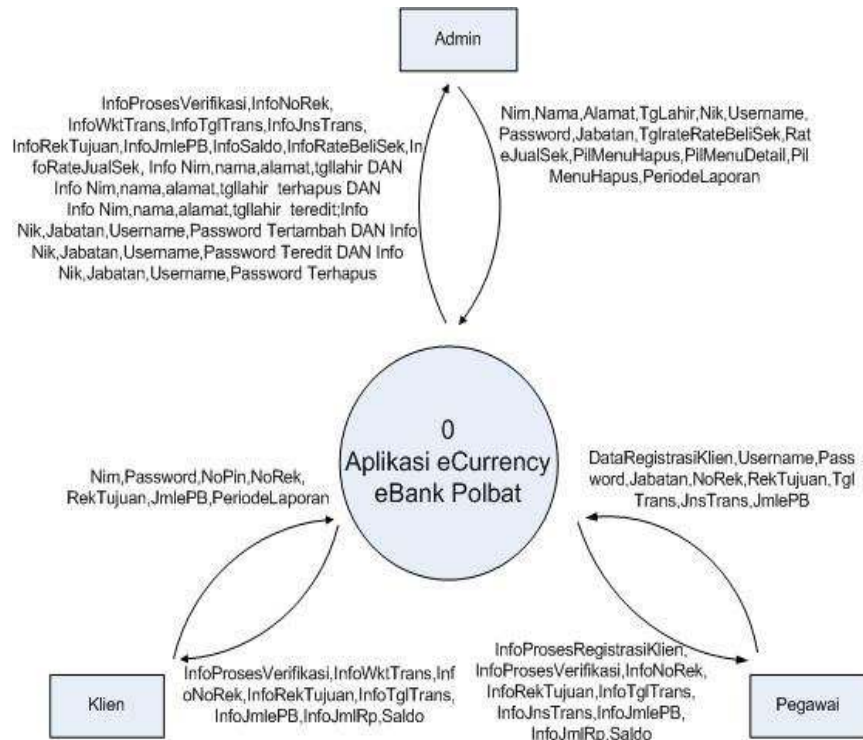 Admin
InfoProsesVerifikasi,InfoNoRek,
InfoWktTrans,InfoTglTrans,InfoJnsTrans,
InfoRekTujuan,InfoJmlePB,InfoSaldo,InfoRateBeliSek,In
foRateJualSek, Info Nim,nama,alamat,tgllahir DAN
Info Nim,nama,alamat,tgllahir terhapus DAN
Info Nim,nama,alamat,tgllahir teredit;Info
Nik,Jabatan,Username,Password Tertambah DAN Info
Nik,Jabatan,Username,Password Teredit DAN Info
Nik,Jabatan,Username,Password Terhapus
Nim,Nama,Alamat,TgLahir,Nik,Username,
Password,Jabatan,TglrateRateBeliSek,Rat
eJualSek,PilMenuHapus,PilMenuDetail,Pil
MenuHapus,PeriodeLaporan
0
Aplikasi eCurrency
eBank Polbat
Nim,Password,NoPin,NoRek,
RekTujuan,JmlePB,PeriodeLaporan
DataRegistrasiKlien,Username,Pass
word,Jabatan,NoRek,RekTujuan,Tgl
Trans,JnsTrans,JmlePB
Klien
InfoProsesVerifikasi,InfoWktTrans,Inf
oNoRek,InfoRekTujuan,InfoTglTrans,
InfoJmlePB,InfoJmlRp,Saldo
InfoProsesRegistrasiKlien,
InfoProsesVerifikasi,InfoNoRek,
InfoRekTujuan,InfoTglTrans,
InfoJnsTrans,InfoJmlePB,
InfoJmlRp,Saldo
Pegawai